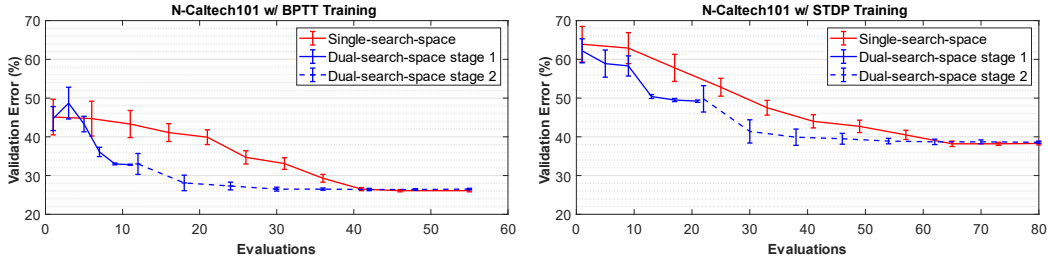 N-Caltech101 w/ BPTT Training
70
60
50
40
30
20
Validation Error (%)
Single-search-space
Dual-search-space stage 1
Dual-search-space stage 2
0 10 20 30 40 50 60
Evaluations
N-Caltech101 w/ STDP Training
70
60
50
40
30
20
Validation Error (%)
Single-search-space
Dual-search-space stage 1
Dual-search-space stage 2
0 10 20 30 40 50 60 70 80
Evaluations